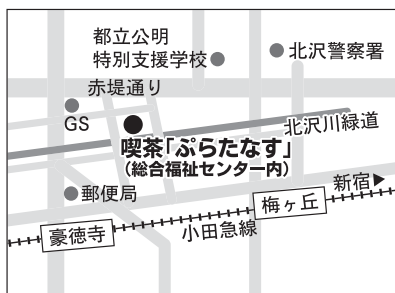 都立公明
特別支援学校
北沢警察署
赤堤通り
GS
北沢川緑道
喫茶「ぷらたなす」
（総合福祉センター内）
新宿▶
郵便局
梅ヶ丘
豪徳寺
小田急線